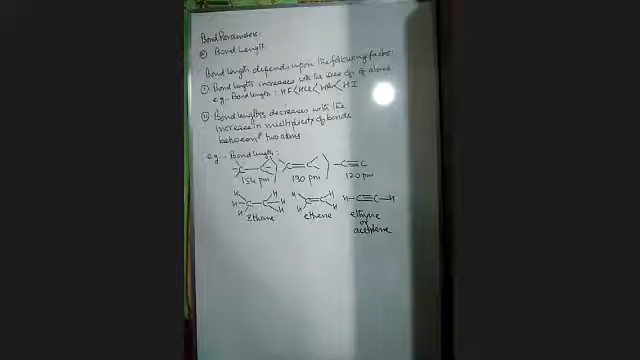 Bond Parameters
Bond Length
Bond length depends upon the following factors:
(i) Bond length increases with the size of atoms
e.g:- Bond length : HF < HCl < HBr < HI
(ii) Bond length decreases with the
increase in multiplicity of bonds
between two atoms
e.g:- Bond length:
C-C > C=C > C≡C
154 pm 130 pm 120 pm
H H H H H H C-C H H H H C=C H-C≡C-H
Ethane ethene ethyne
or
acetylene